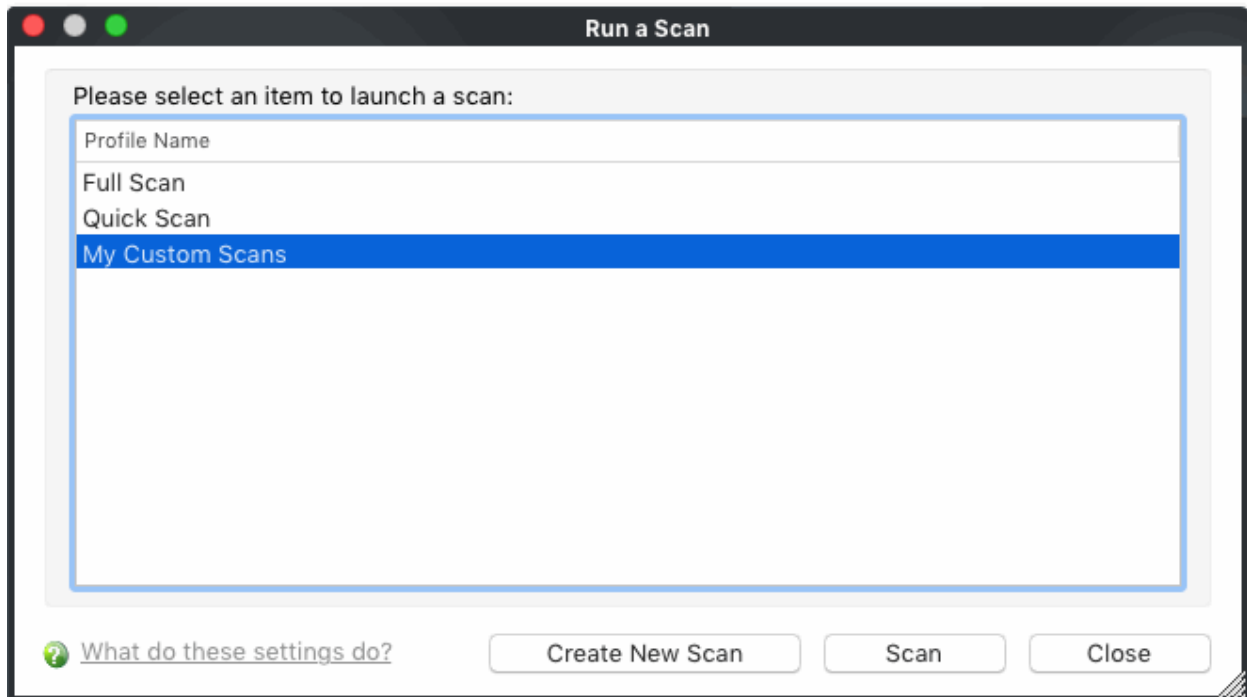 Run a Scan
Please select an item to launch a scan:
Profile Name
Full Scan
Quick Scan
My Custom Scans
What do these settings do?
Create New Scan
Scan
Close